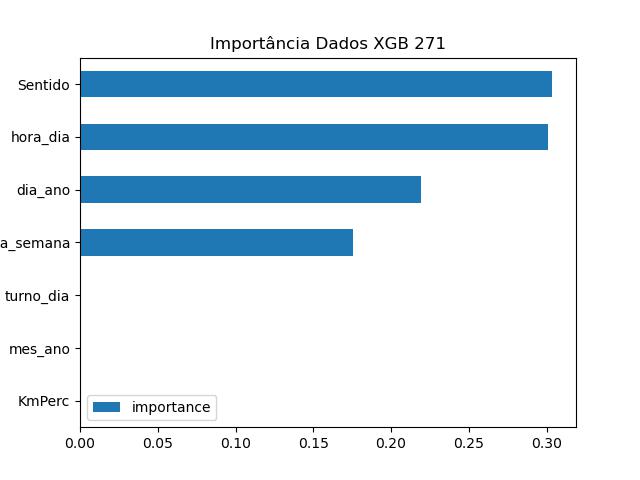 Importância Dados XGB 271
Sentido
hora_dia
dia_ano
a_semana
turno_dia
mes_ano
KmPerc
importance
0.00 0.05 0.10 0.15 0.20 0.25 0.30